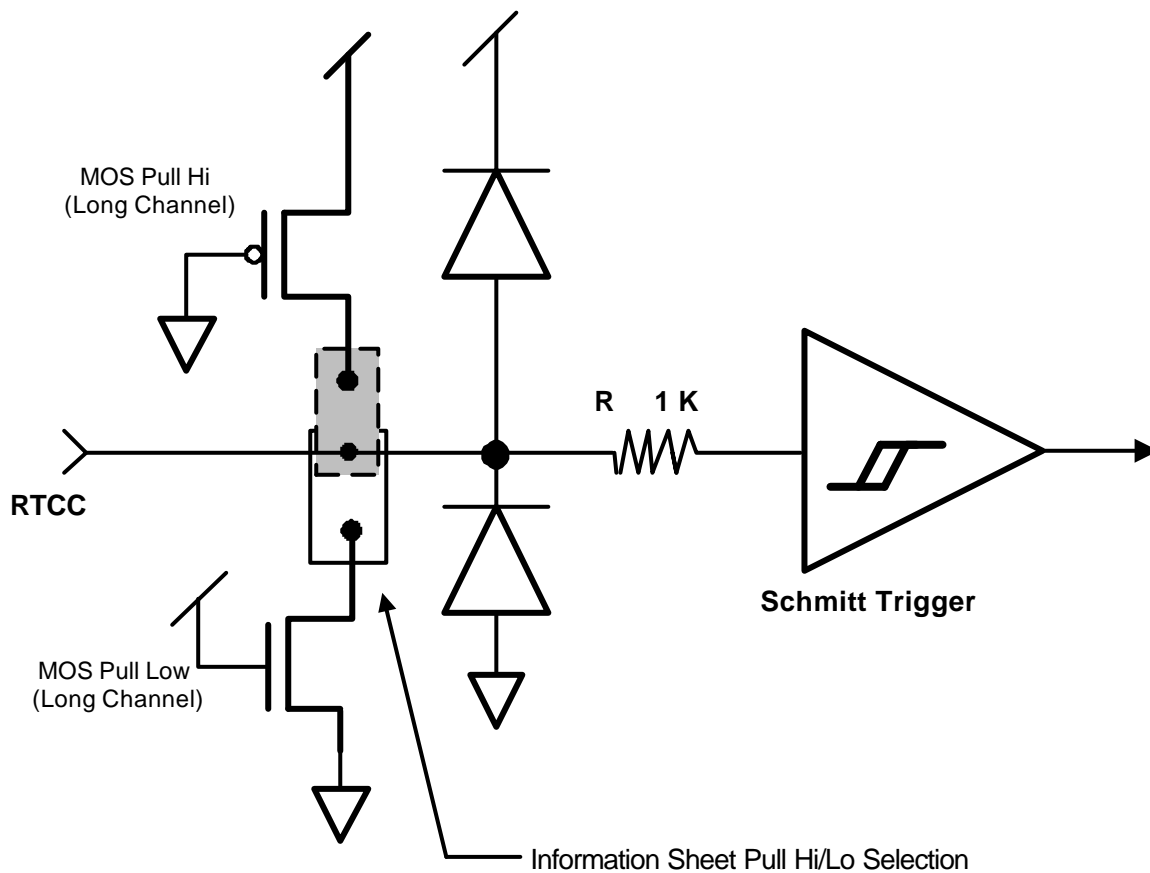 MOS Pull Hi
(Long Channel)
R 1 K
RTCC
Schmitt Trigger
MOS Pull Low
(Long Channel)
Information Sheet Pull Hi/Lo Selection